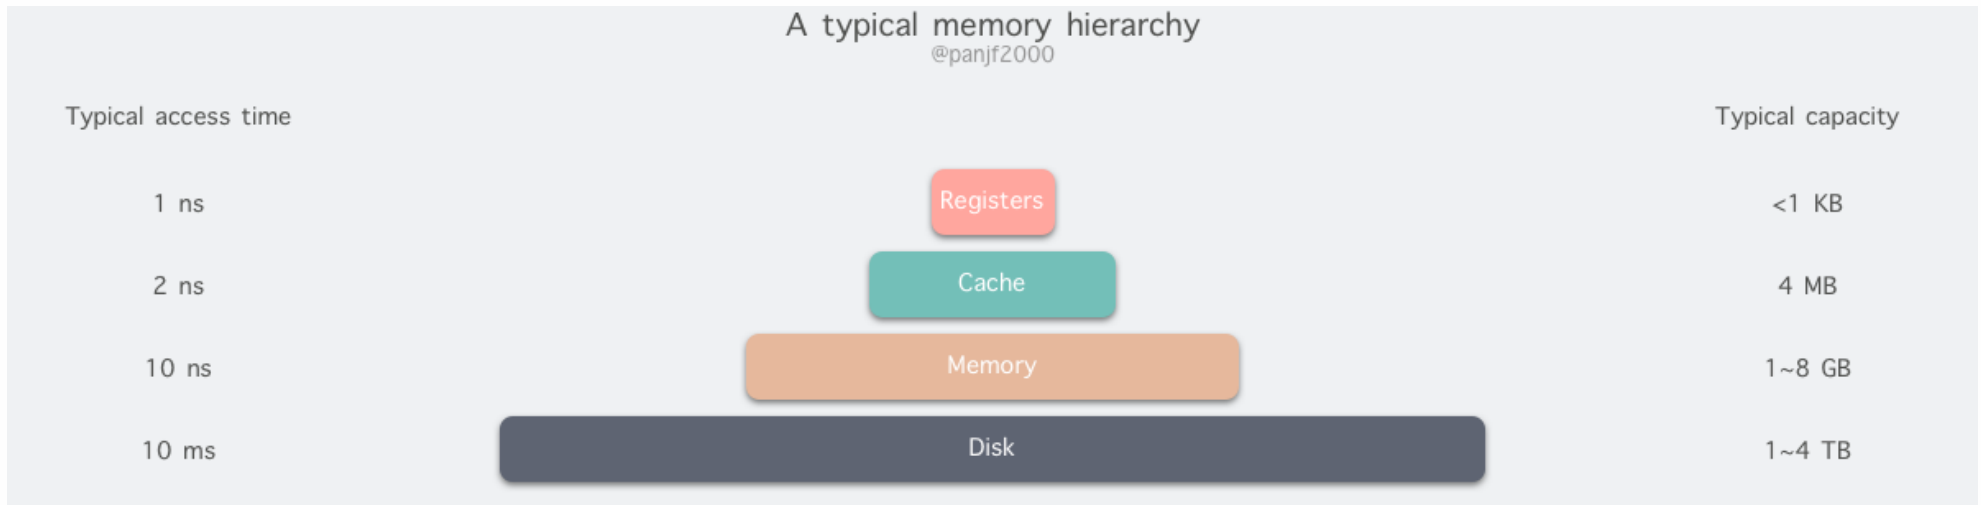 A typical memory hierarchy
@panjf2000
Typical access time Typical capacity
1 ns Registers <1 KB
2 ns Cache 4 MB
10 ns Memory 1~8 GB
10 ms Disk 1~4 TB